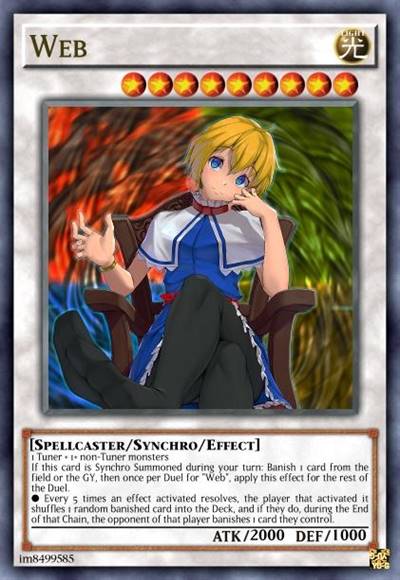 WEB
LIGHT
光
[SPELLCASTER/SYNCHRO/EFFECT]
1 Tuner + 1+ non-Tuner monsters
If this card is Synchro Summoned during your turn: Banish 1 card from the
field or the GY, then once per Duel for "Web", apply this effect for the rest of
the Duel.
● Every 5 times an effect activated resolves, the player that activated it
shuffles 1 random banished card into the Deck, and if they do, during the End
of that Chain, the opponent of that player banishes 1 card they control.
ATK/2000 DEF/1000
im8499585